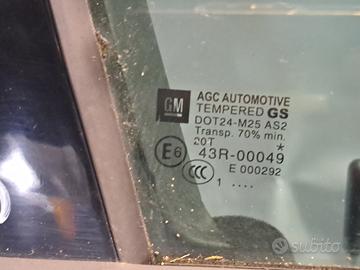 GM
AGC AUTOMOTIVE
TEMPERED GS
DOT24-M25 AS2
Transp. 70% min.
20T *
E6 43R-00049
CCC E 000292
1 ....
subito